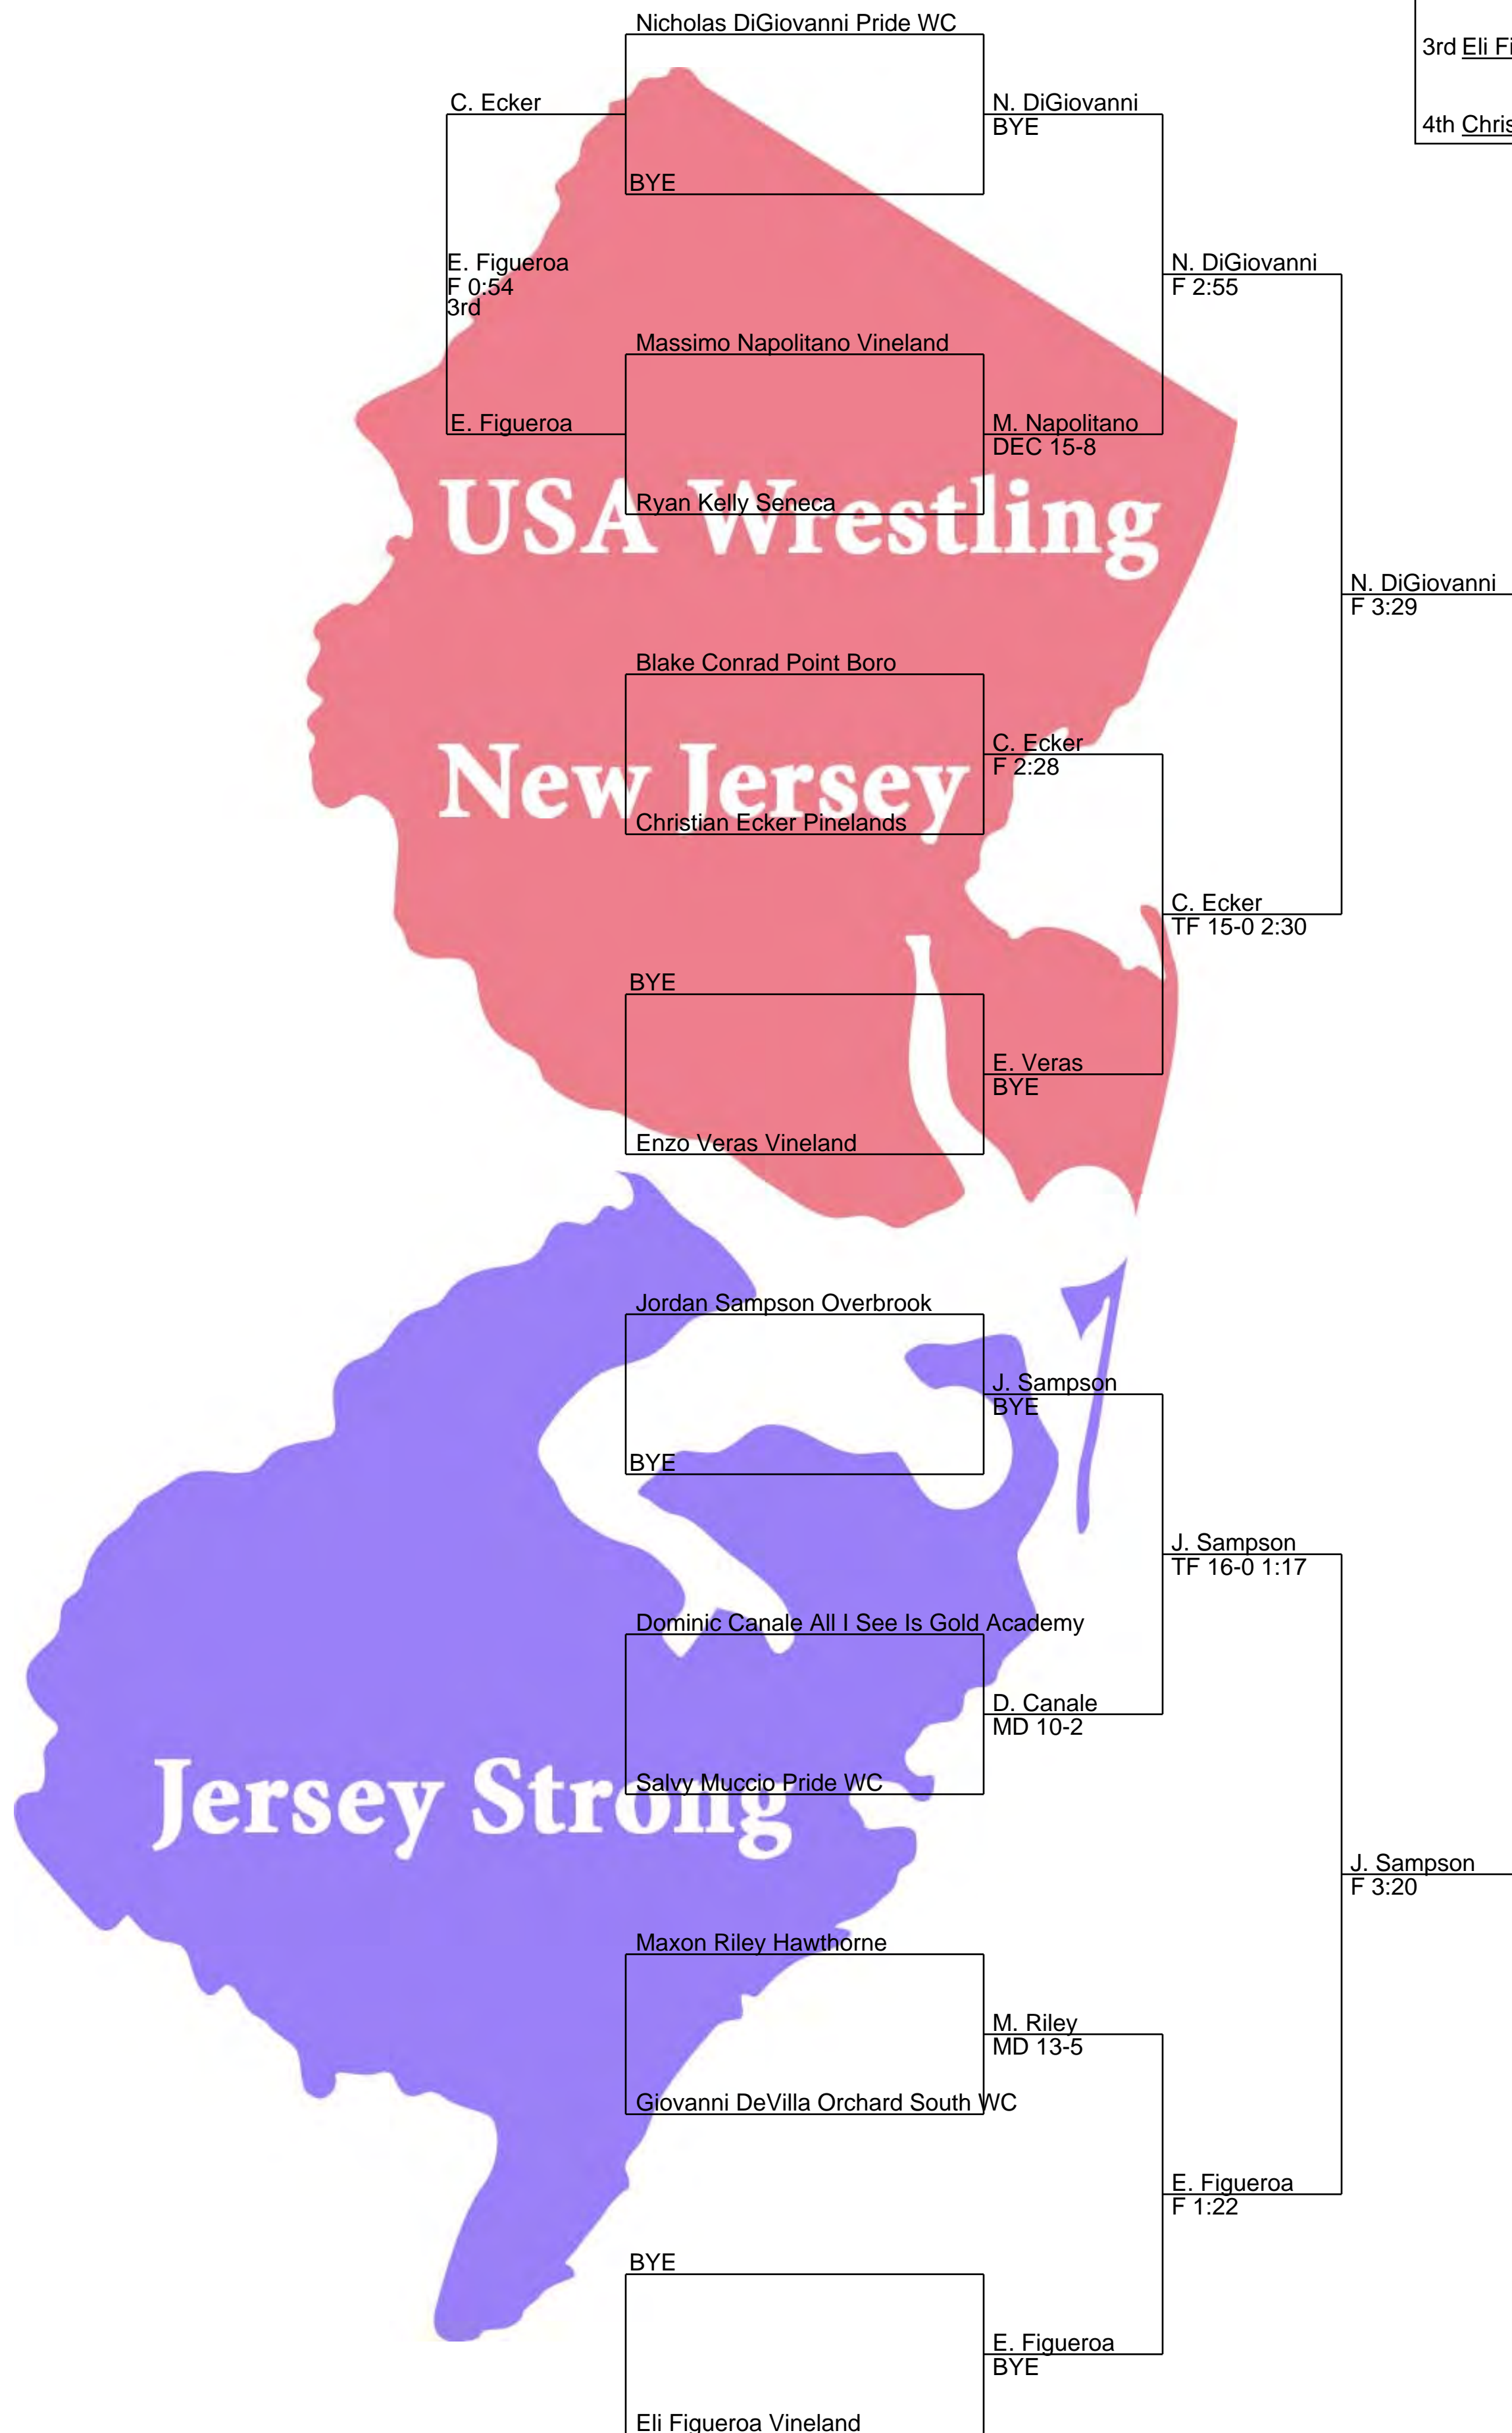 Nicholas DiGiovanni Pride WC
3rd Eli
4th
C. Ecker
N. DiGiovanni
BYE
BYE
E. Figueroa
F 0:54
3rd
N. DiGiovanni
F 2:55
Massimo Napolitano Vineland
E. Figueroa
M. Napolitano
DEC 15-8
Ryan Kelly Seneca
USA Wrestling
N. DiGiovanni
F 3:29
Blake Conrad Point Boro
C. Ecker
F 2:28
New Jersey
Christian Ecker Pinelands
C. Ecker
TF 15-0 2:30
BYE
E. Veras
BYE
Enzo Veras Vineland
Jordan Sampson Overbrook
J. Sampson
BYE
BYE
J. Sampson
TF 16-0 1:17
Dominic Canale All I See Is Gold Academy
D. Canale
MD 10-2
Salvy Muccio Pride WC
Jersey Strong
J. Sampson
F 3:20
Maxon Riley Hawthorne
M. Riley
MD 13-5
Giovanni DeVilla Orchard South WC
E. Figueroa
F 1:22
BYE
E. Figueroa
BYE
Eli Figueroa Vineland